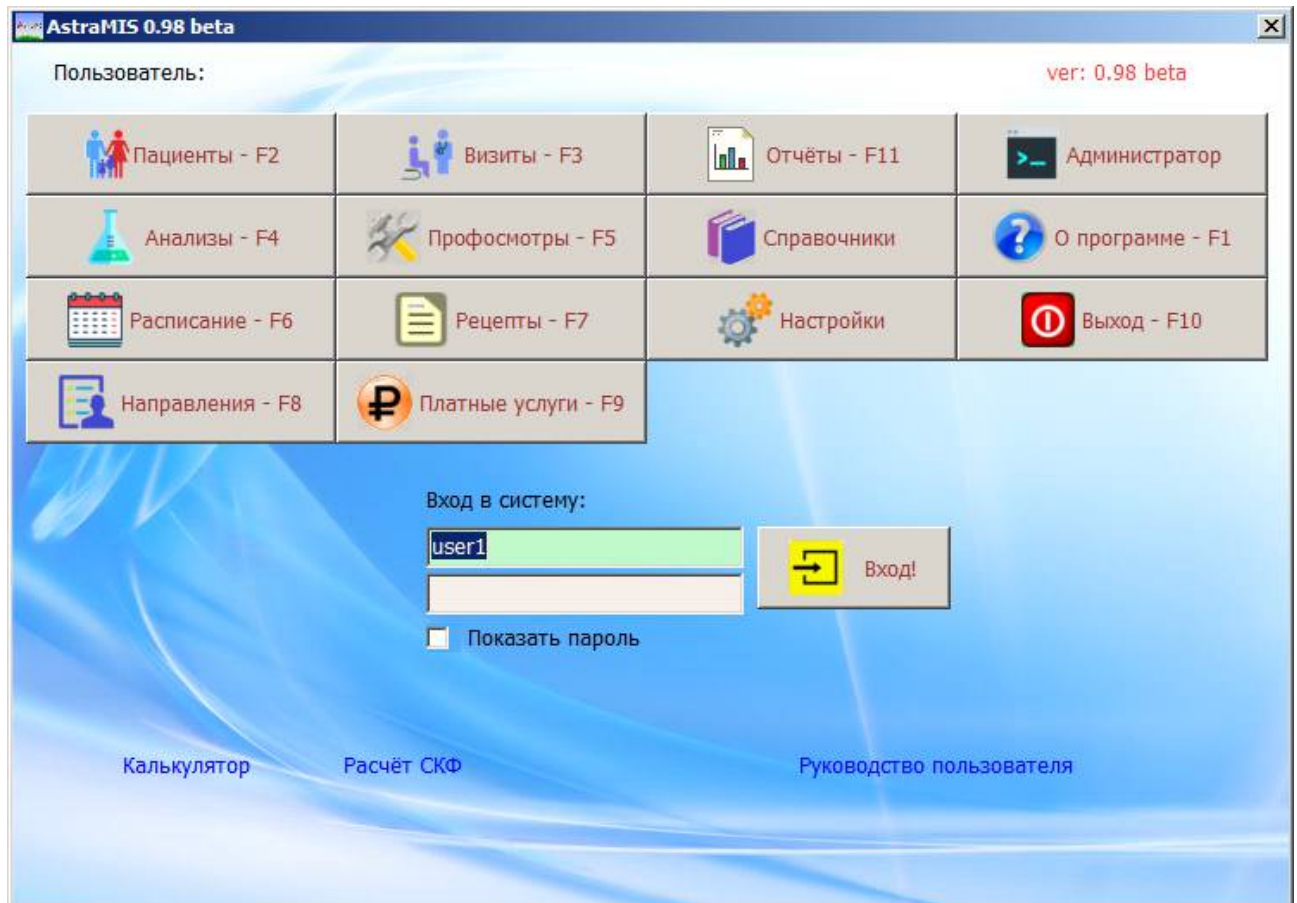 AstraMIS 0.98 beta
Пользователь: ver: 0.98 beta
Пациенты - F2 Визиты - F3 Отчёты - F11 Администратор
Анализы - F4 Профосмотры - F5 Справочники О программе - F1
Расписание - F6 Рецепты - F7 Настройки Выход - F10
Направления - F8 Платные услуги - F9
Вход в систему:
user1
Вход!
Показать пароль
Калькулятор Расчёт СКФ Руководство пользователя